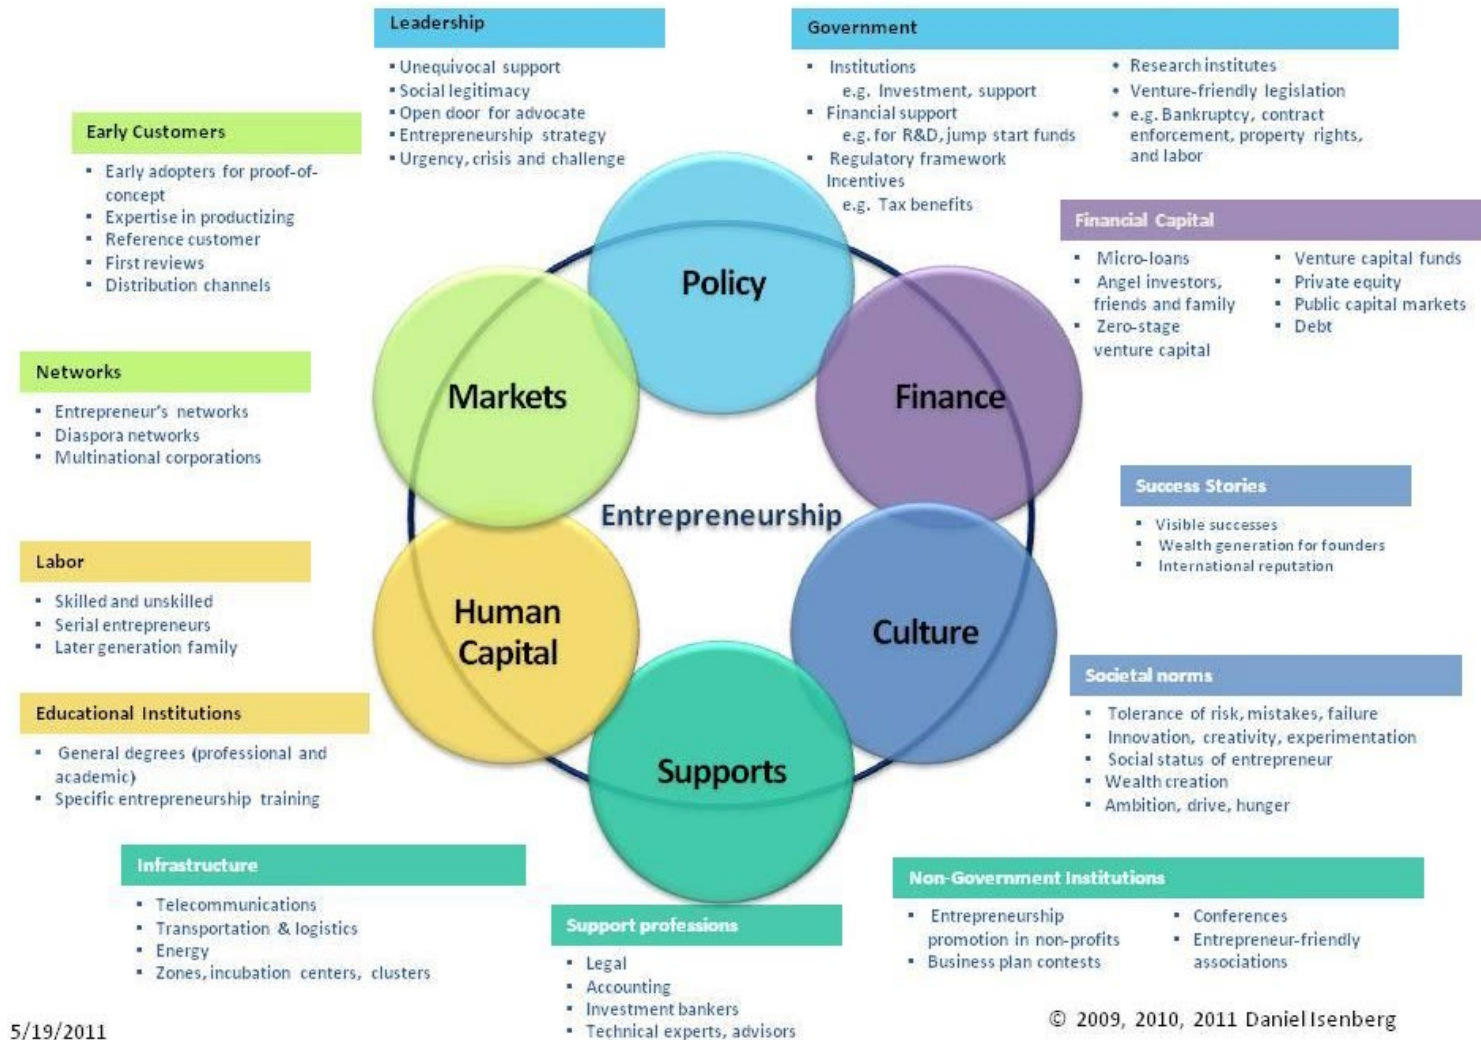 Leadership
▪ Unequivocal support
▪ Social legitimacy
▪ Open door for advocate
▪ Entrepreneurship strategy
▪ Urgency, crisis and challenge
Government
▪ Institutions
e.g. Investment, support
▪ Financial support
e.g. for R&D, jump start funds
▪ Regulatory framework
Incentives
e.g. Tax benefits
• Research institutes
• Venture-friendly legislation
• e.g. Bankruptcy, contract
enforcement, property rights,
and labor
Early Customers
▪ Early adopters for proof-of-
concept
▪ Expertise in productizing
▪ Reference customer
▪ First reviews
▪ Distribution channels
Financial Capital
▪ Micro-loans
▪ Angel investors,
friends and family
▪ Zero-stage
venture capital
▪ Venture capital funds
▪ Private equity
▪ Public capital markets
▪ Debt
Policy
Markets
Finance
Networks
▪ Entrepreneur's networks
▪ Diaspora networks
▪ Multinational corporations
Entrepreneurship
Success Stories
▪ Visible successes
▪ Wealth generation for founders
▪ International reputation
Labor
▪ Skilled and unskilled
▪ Serial entrepreneurs
▪ Later generation family
Human
Capital
Culture
Societal norms
▪ Tolerance of risk, mistakes, failure
▪ Innovation, creativity, experimentation
▪ Social status of entrepreneur
▪ Wealth creation
▪ Ambition, drive, hunger
Educational Institutions
▪ General degrees (professional and
academic)
▪ Specific entrepreneurship training
Supports
Infrastructure
▪ Telecommunications
▪ Transportation & logistics
▪ Energy
▪ Zones, incubation centers, clusters
Support professions
▪ Legal
▪ Accounting
▪ Investment bankers
▪ Technical experts, advisors
Non-Government Institutions
▪ Entrepreneurship
promotion in non-profits
▪ Business plan contests
▪ Conferences
▪ Entrepreneur-friendly
associations
5/19/2011
© 2009, 2010, 2011 Daniel Isenberg